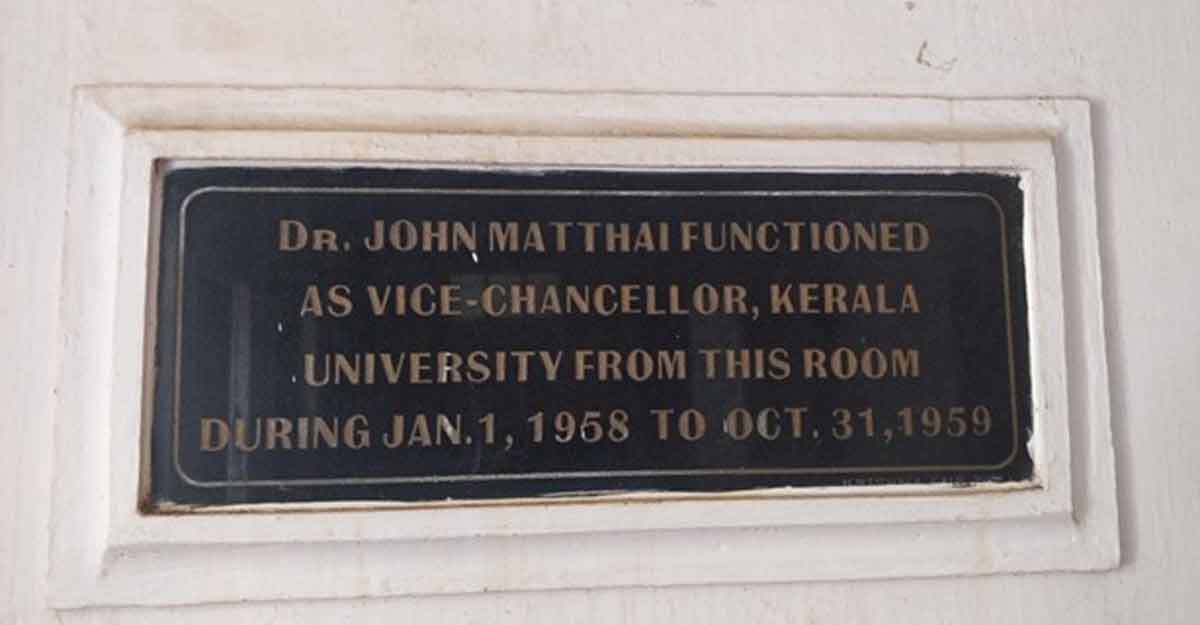 DR. JOHN MATTHAI FUNCTIONED
AS VICE-CHANCELLOR, KERALA
UNIVERSITY FROM THIS ROOM
DURING JAN.1, 1958 TO OCT. 31,1959